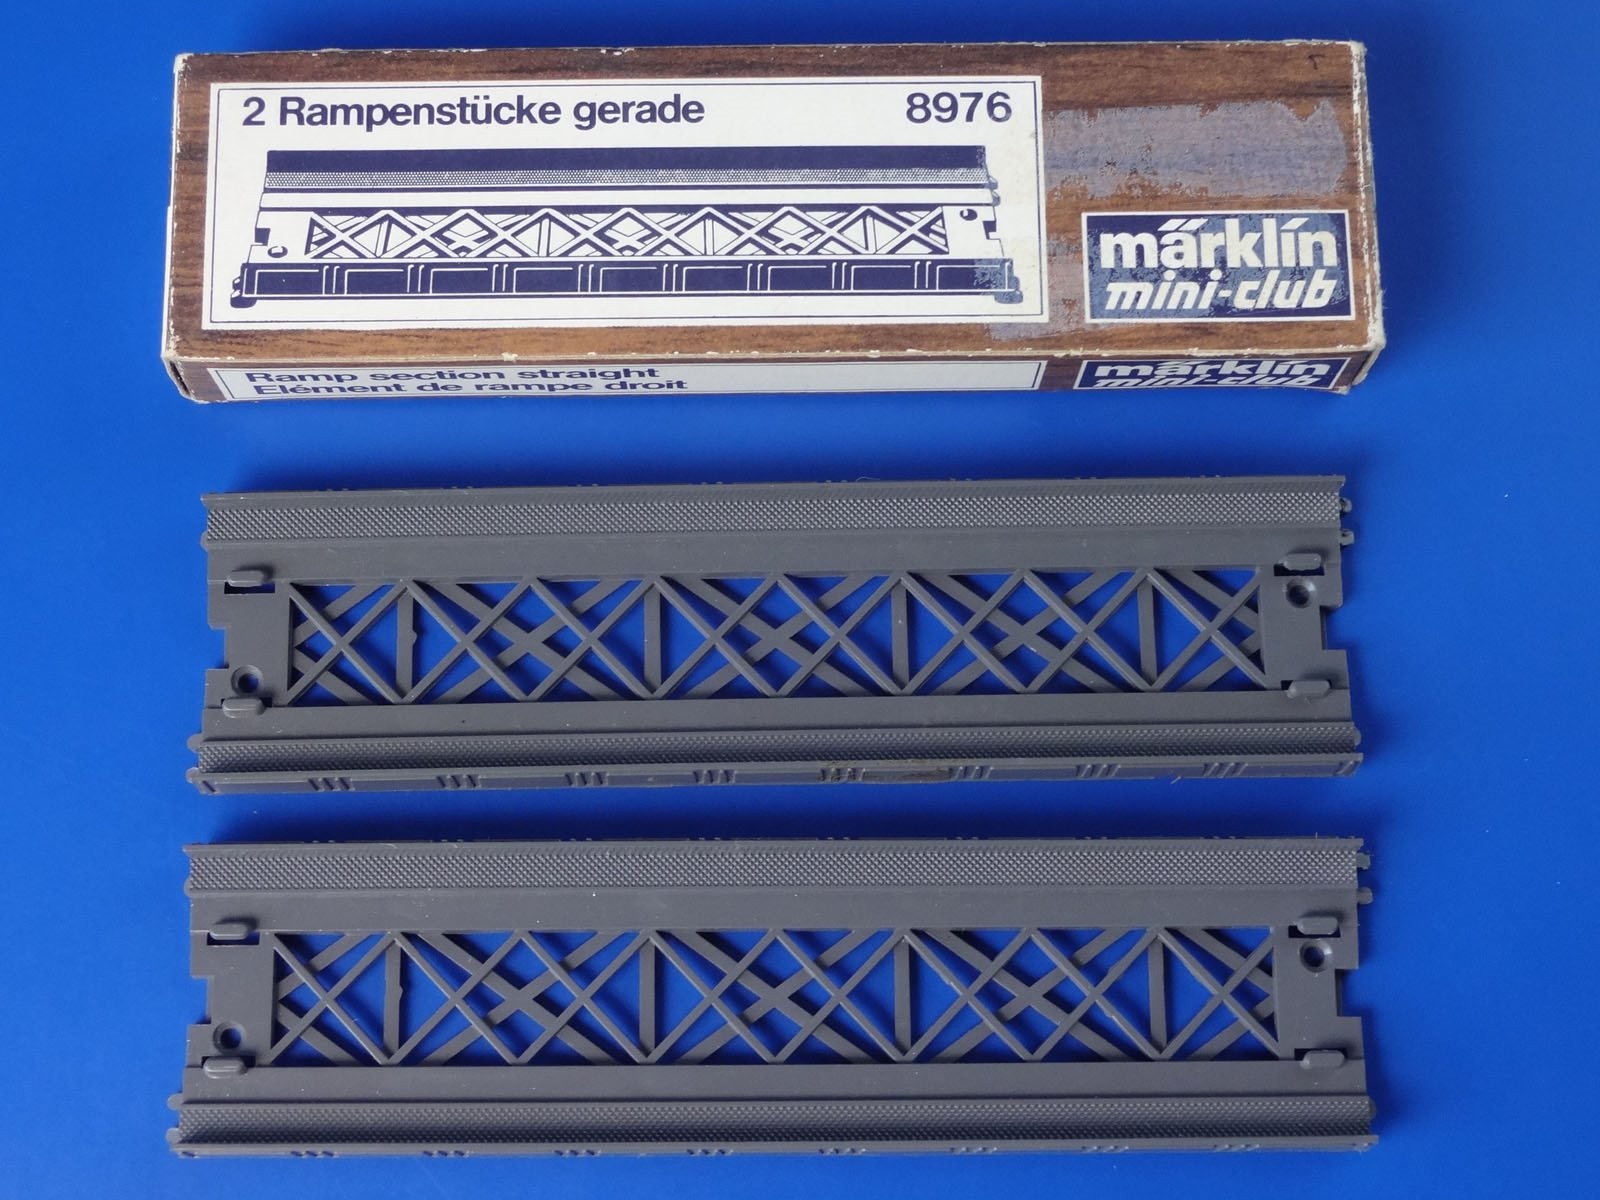 2 Rampenstücke gerade 8976
märklin
mini-club
Ramp section straight
Elément de rampe droit
märklin
mini-club